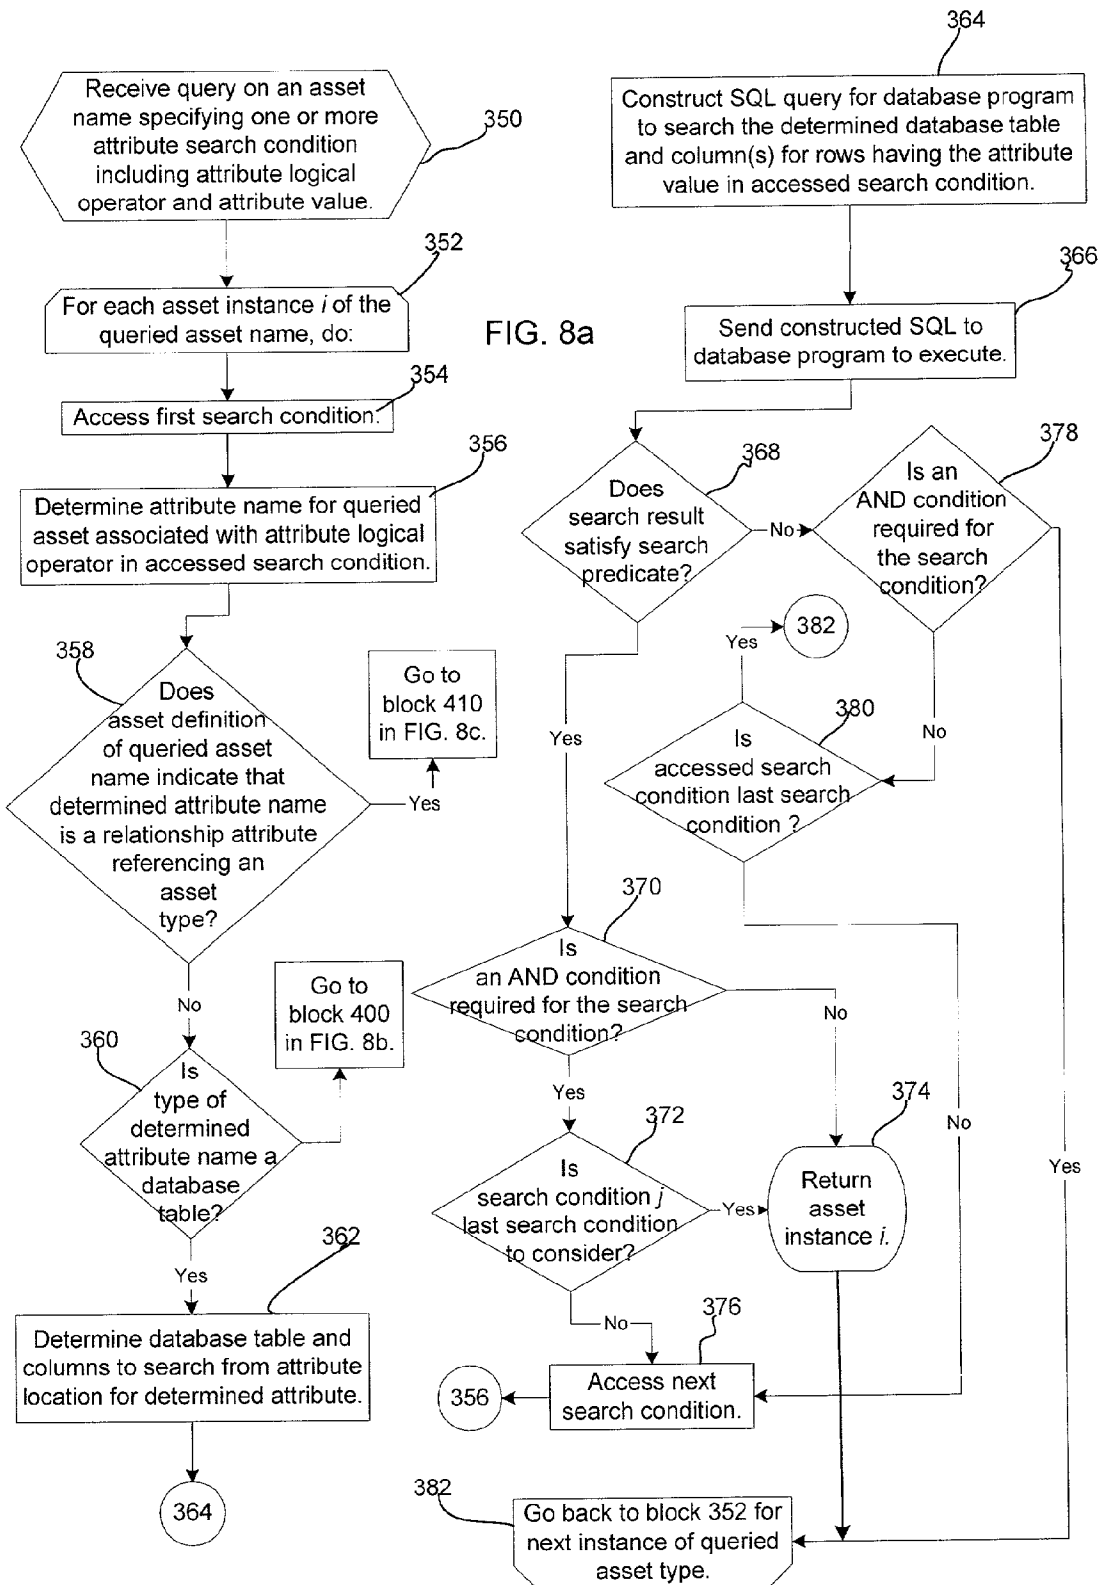 Receive query on an asset
name specifying one or more
attribute search condition
including attribute logical
operator and attribute value.
350
352
For each asset instance i of the
queried asset name, do:
354
Access first search condition.
356
Determine attribute name for queried
asset associated with attribute logical
operator in accessed search condition.
358
Does
asset definition
of queried asset
name indicate that
determined attribute name
is a relationship attribute
referencing an
asset
type?
Yes
Go to
block 410
in FIG. 8c.
No
360
Is
type of
determined
attribute name a
database
table?
Go to
block 400
in FIG. 8b.
Yes
362
Determine database table and
columns to search from attribute
location for determined attribute.
364
FIG. 8a
364
Construct SQL query for database program
to search the determined database table
and column(s) for rows having the attribute
value in accessed search condition.
366
Send constructed SQL to
database program to execute.
368
Does
search result
satisfy search
predicate?
No
378
Is an
AND condition
required for
the search
condition?
382
Yes
No
380
Is
accessed search
condition last search
condition ?
Yes
370
Is
an AND condition
required for the search
condition?
No
Yes
372
Is
search condition j
last search condition
to consider?
Yes
374
Return
asset
instance i.
No
Yes
No
376
Access next
search condition.
356
382
Go back to block 352 for
next instance of queried
asset type.